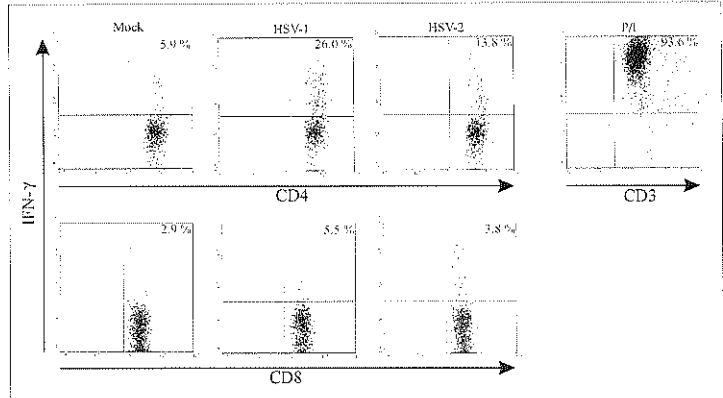 Mock HSV-1 HSV-2 P/I
5.9 % 26.0 % 13.8 % 93.6 %
IFN-γ
CD4 CD3
2.9 % 5.5 % 3.8 %
CD8